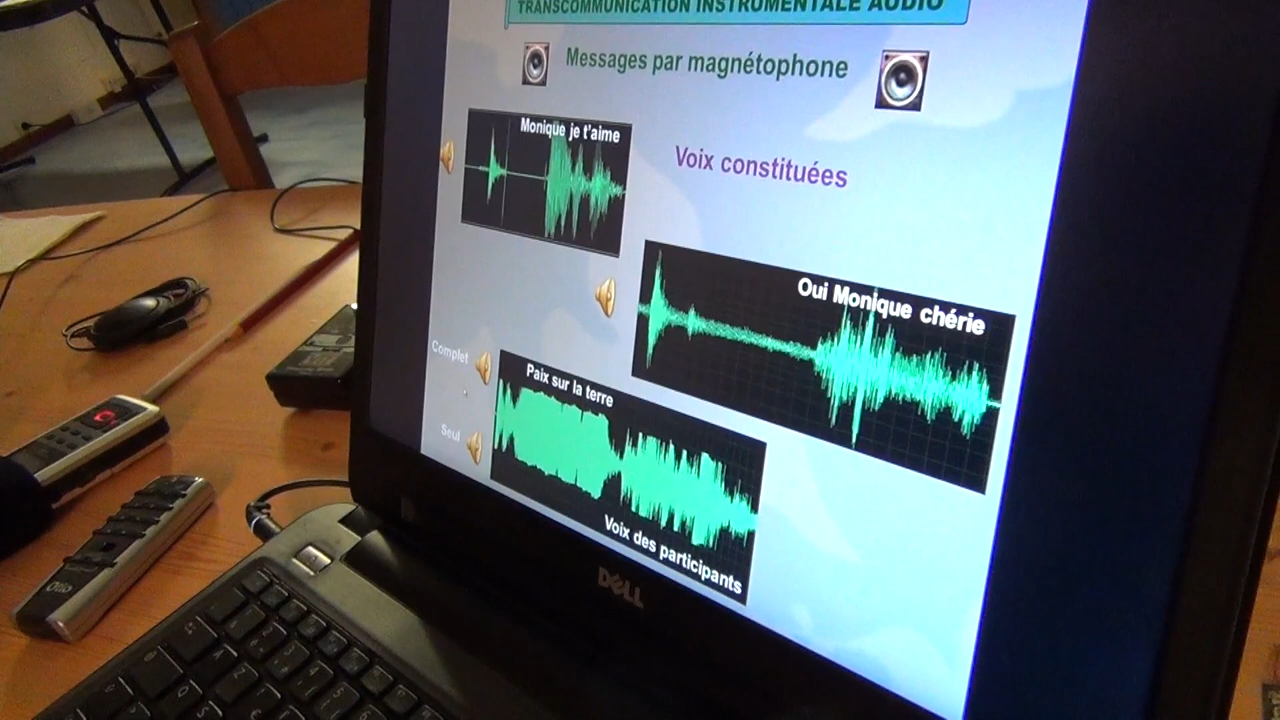 TRANSCOMMUNICATION INSTRUMENTALE AUDIO
Messages par magnétophone
Monique je t'aime
Voix constituées
Oui Monique chérie
Complet
Paix sur la terre
Seul
Voix des participants
DELL
Olio